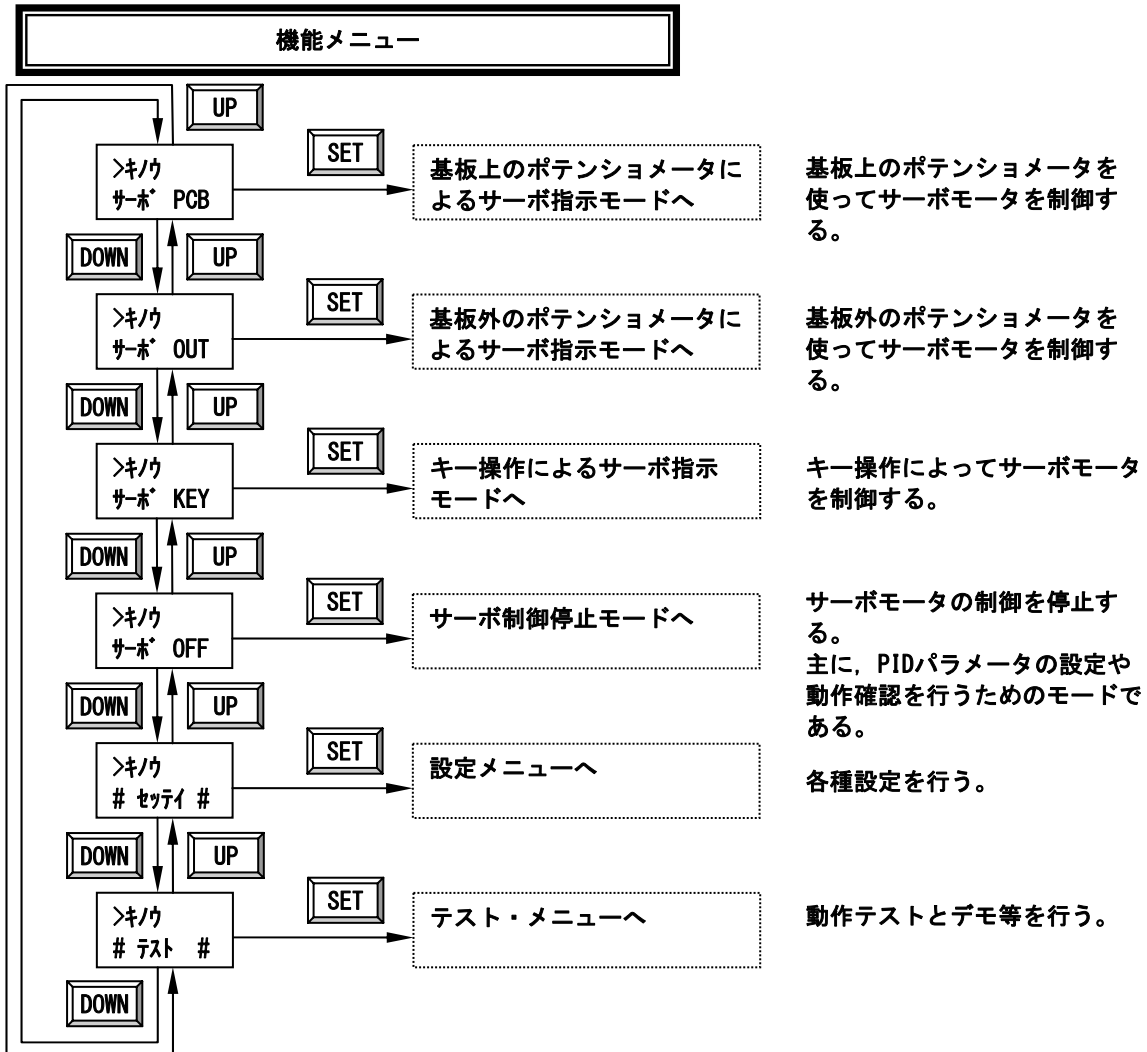 機能メニュー
UP
>ｷﾉｳ
ｻｰﾎﾞ PCB
SET
基板上のポテンショメータに
よるサーボ指示モードへ
基板上のポテンショメータを
使ってサーボモータを制御す
る。
DOWN
UP
>ｷﾉｳ
ｻｰﾎﾞ OUT
SET
基板外のポテンショメータに
よるサーボ指示モードへ
基板外のポテンショメータを
使ってサーボモータを制御す
る。
DOWN
UP
>ｷﾉｳ
ｻｰﾎﾞ KEY
SET
キー操作によるサーボ指示
モードへ
キー操作によってサーボモータ
を制御する。
DOWN
UP
>ｷﾉｳ
ｻｰﾎﾞ OFF
SET
サーボ制御停止モードへ
サーボモータの制御を停止す
る。
主に，PIDパラメータの設定や
動作確認を行うためのモードで
ある。
DOWN
UP
>ｷﾉｳ
# ｾｯﾃｲ #
SET
設定メニューへ
各種設定を行う。
DOWN
UP
>ｷﾉｳ
# ﾃｽﾄ #
SET
テスト・メニューへ
動作テストとデモ等を行う。
DOWN